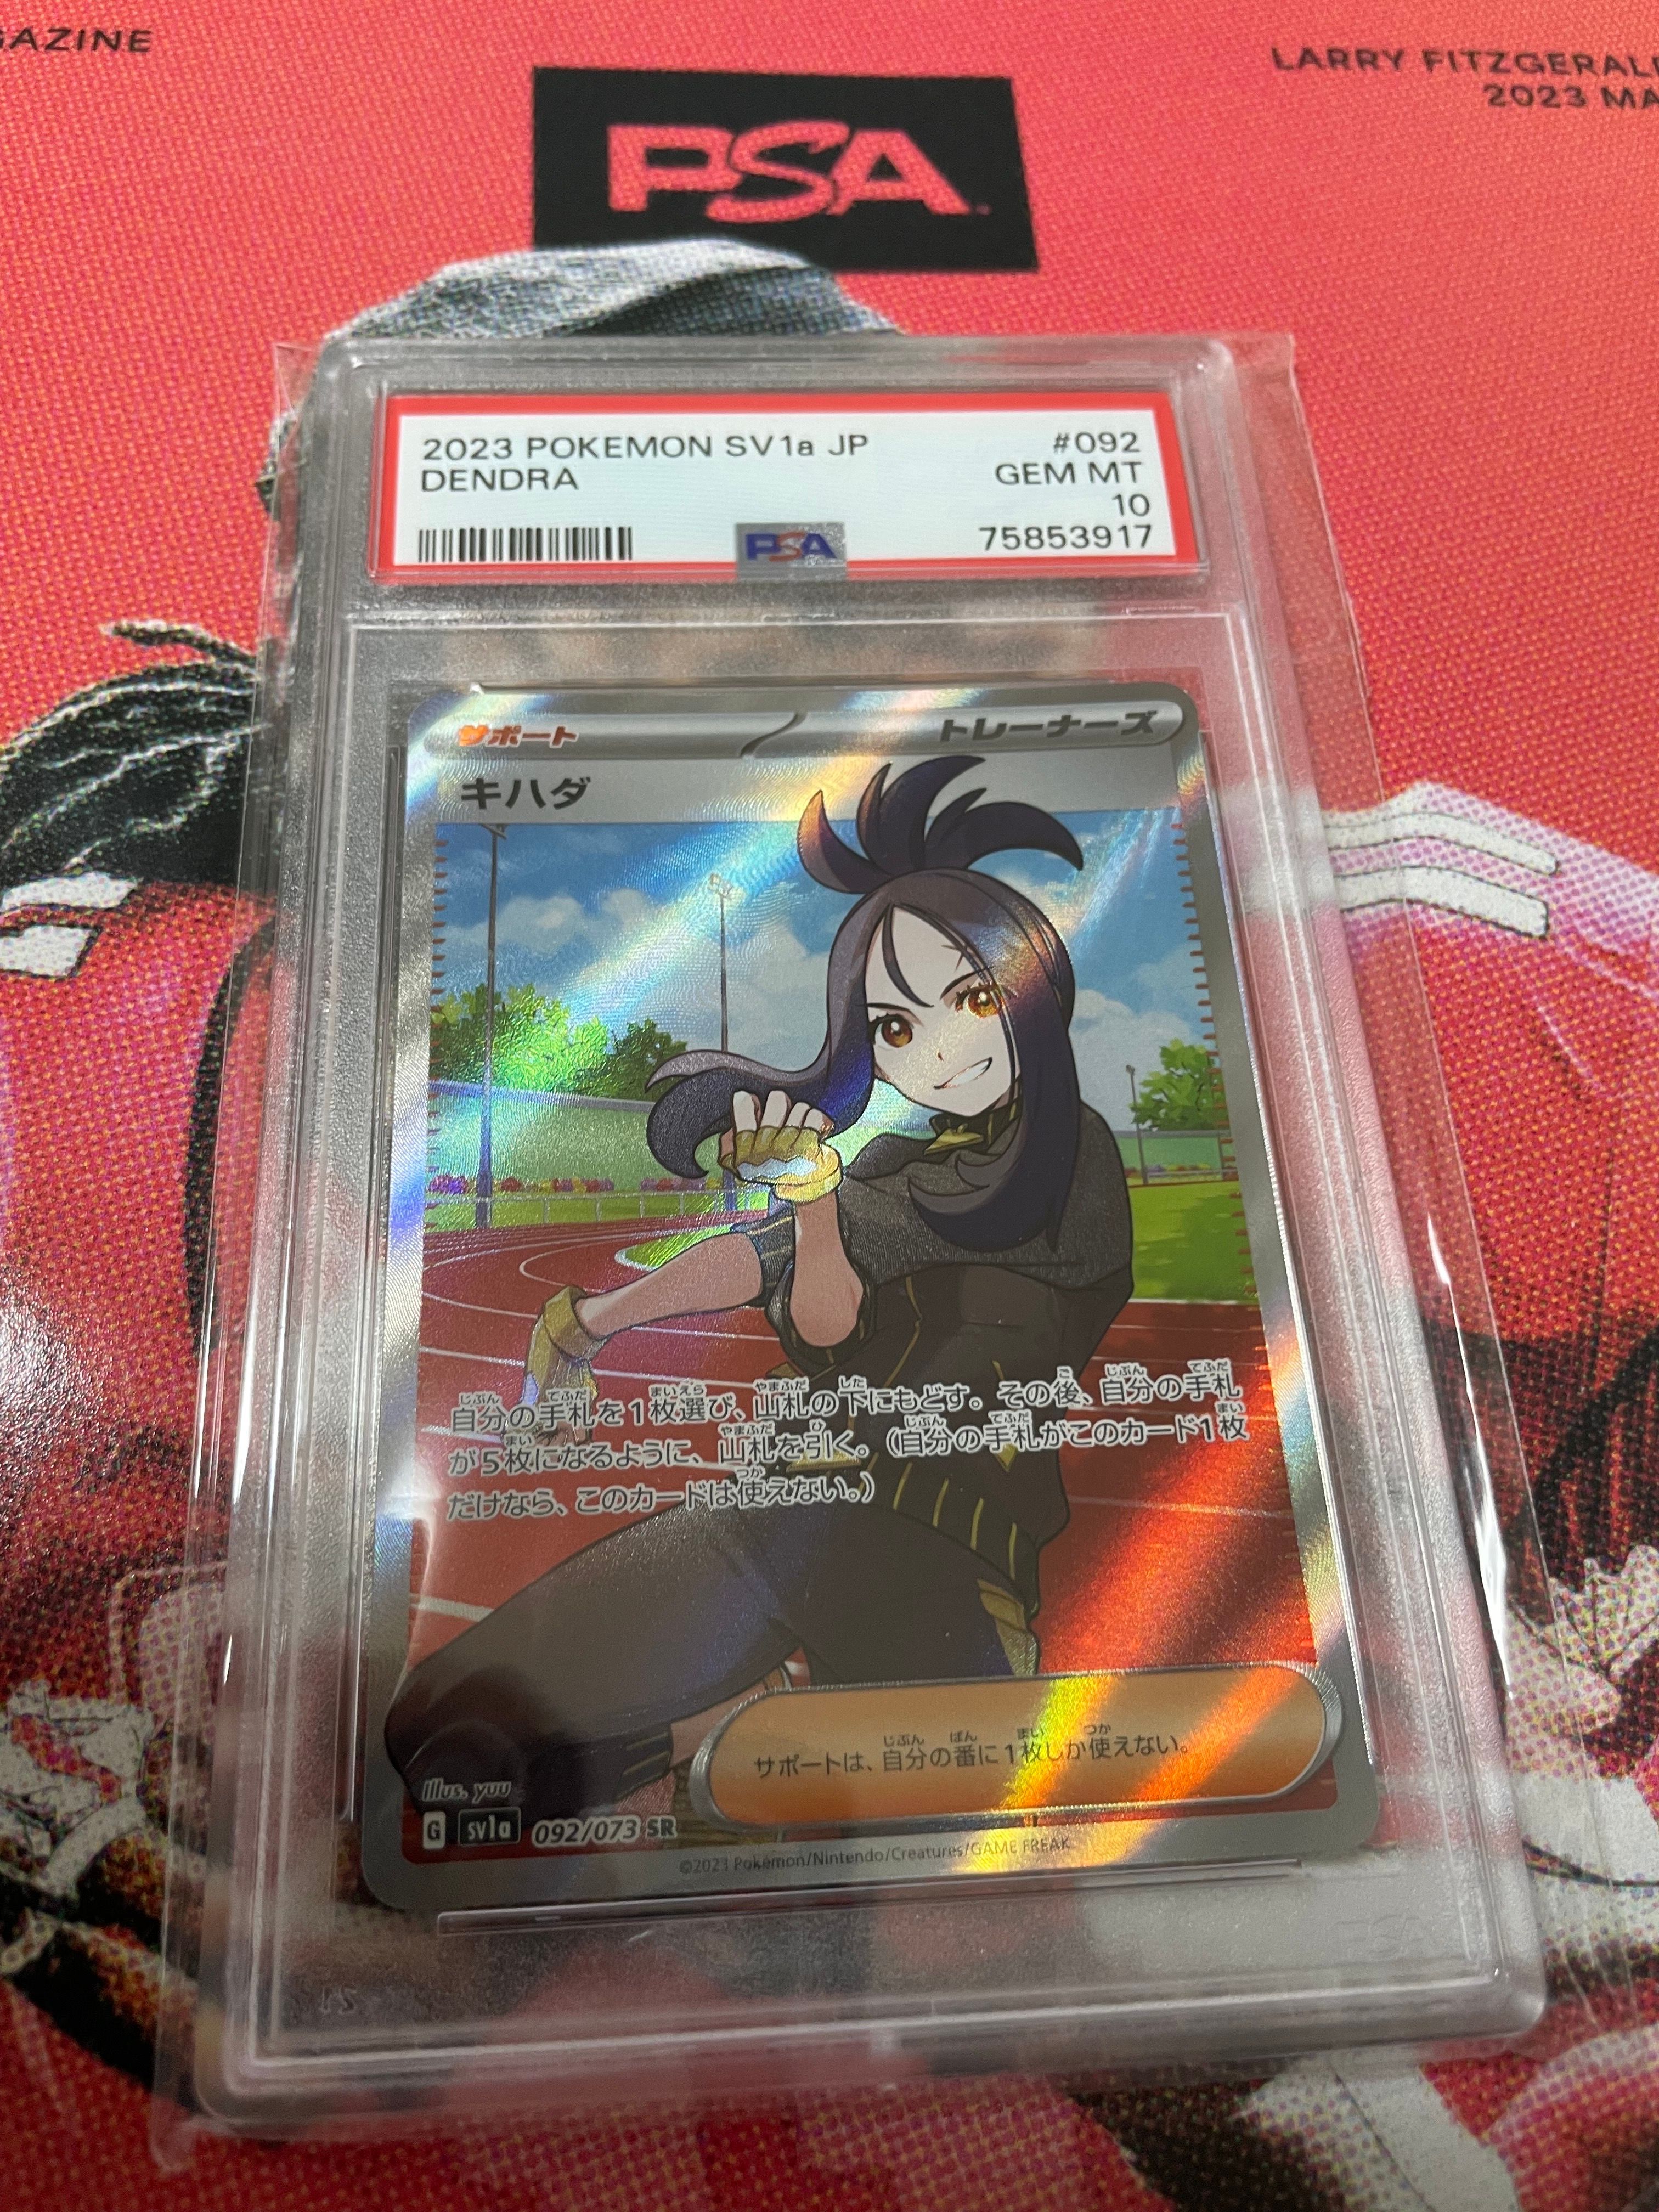 AZINE
LARRY FITZGERALD
2023 MA
PSA
2023 POKEMON SV1a JP #092
DENDRA GEM MT
10
PSA 75853917
サポート トレーナーズ
キハダ
自分の手札を1枚選び、山札の下にもどす。その後、自分の手札
が5枚になるように、山札を引く。（自分の手札がこのカード1枚
だけなら、このカードは使えない。）
サポートは、自分の番に1枚しか使えない。
Illus. yuu
G sv1a 092/073 SR
©2023 Pokémon/Nintendo/Creatures/GAME FREAK
PSA